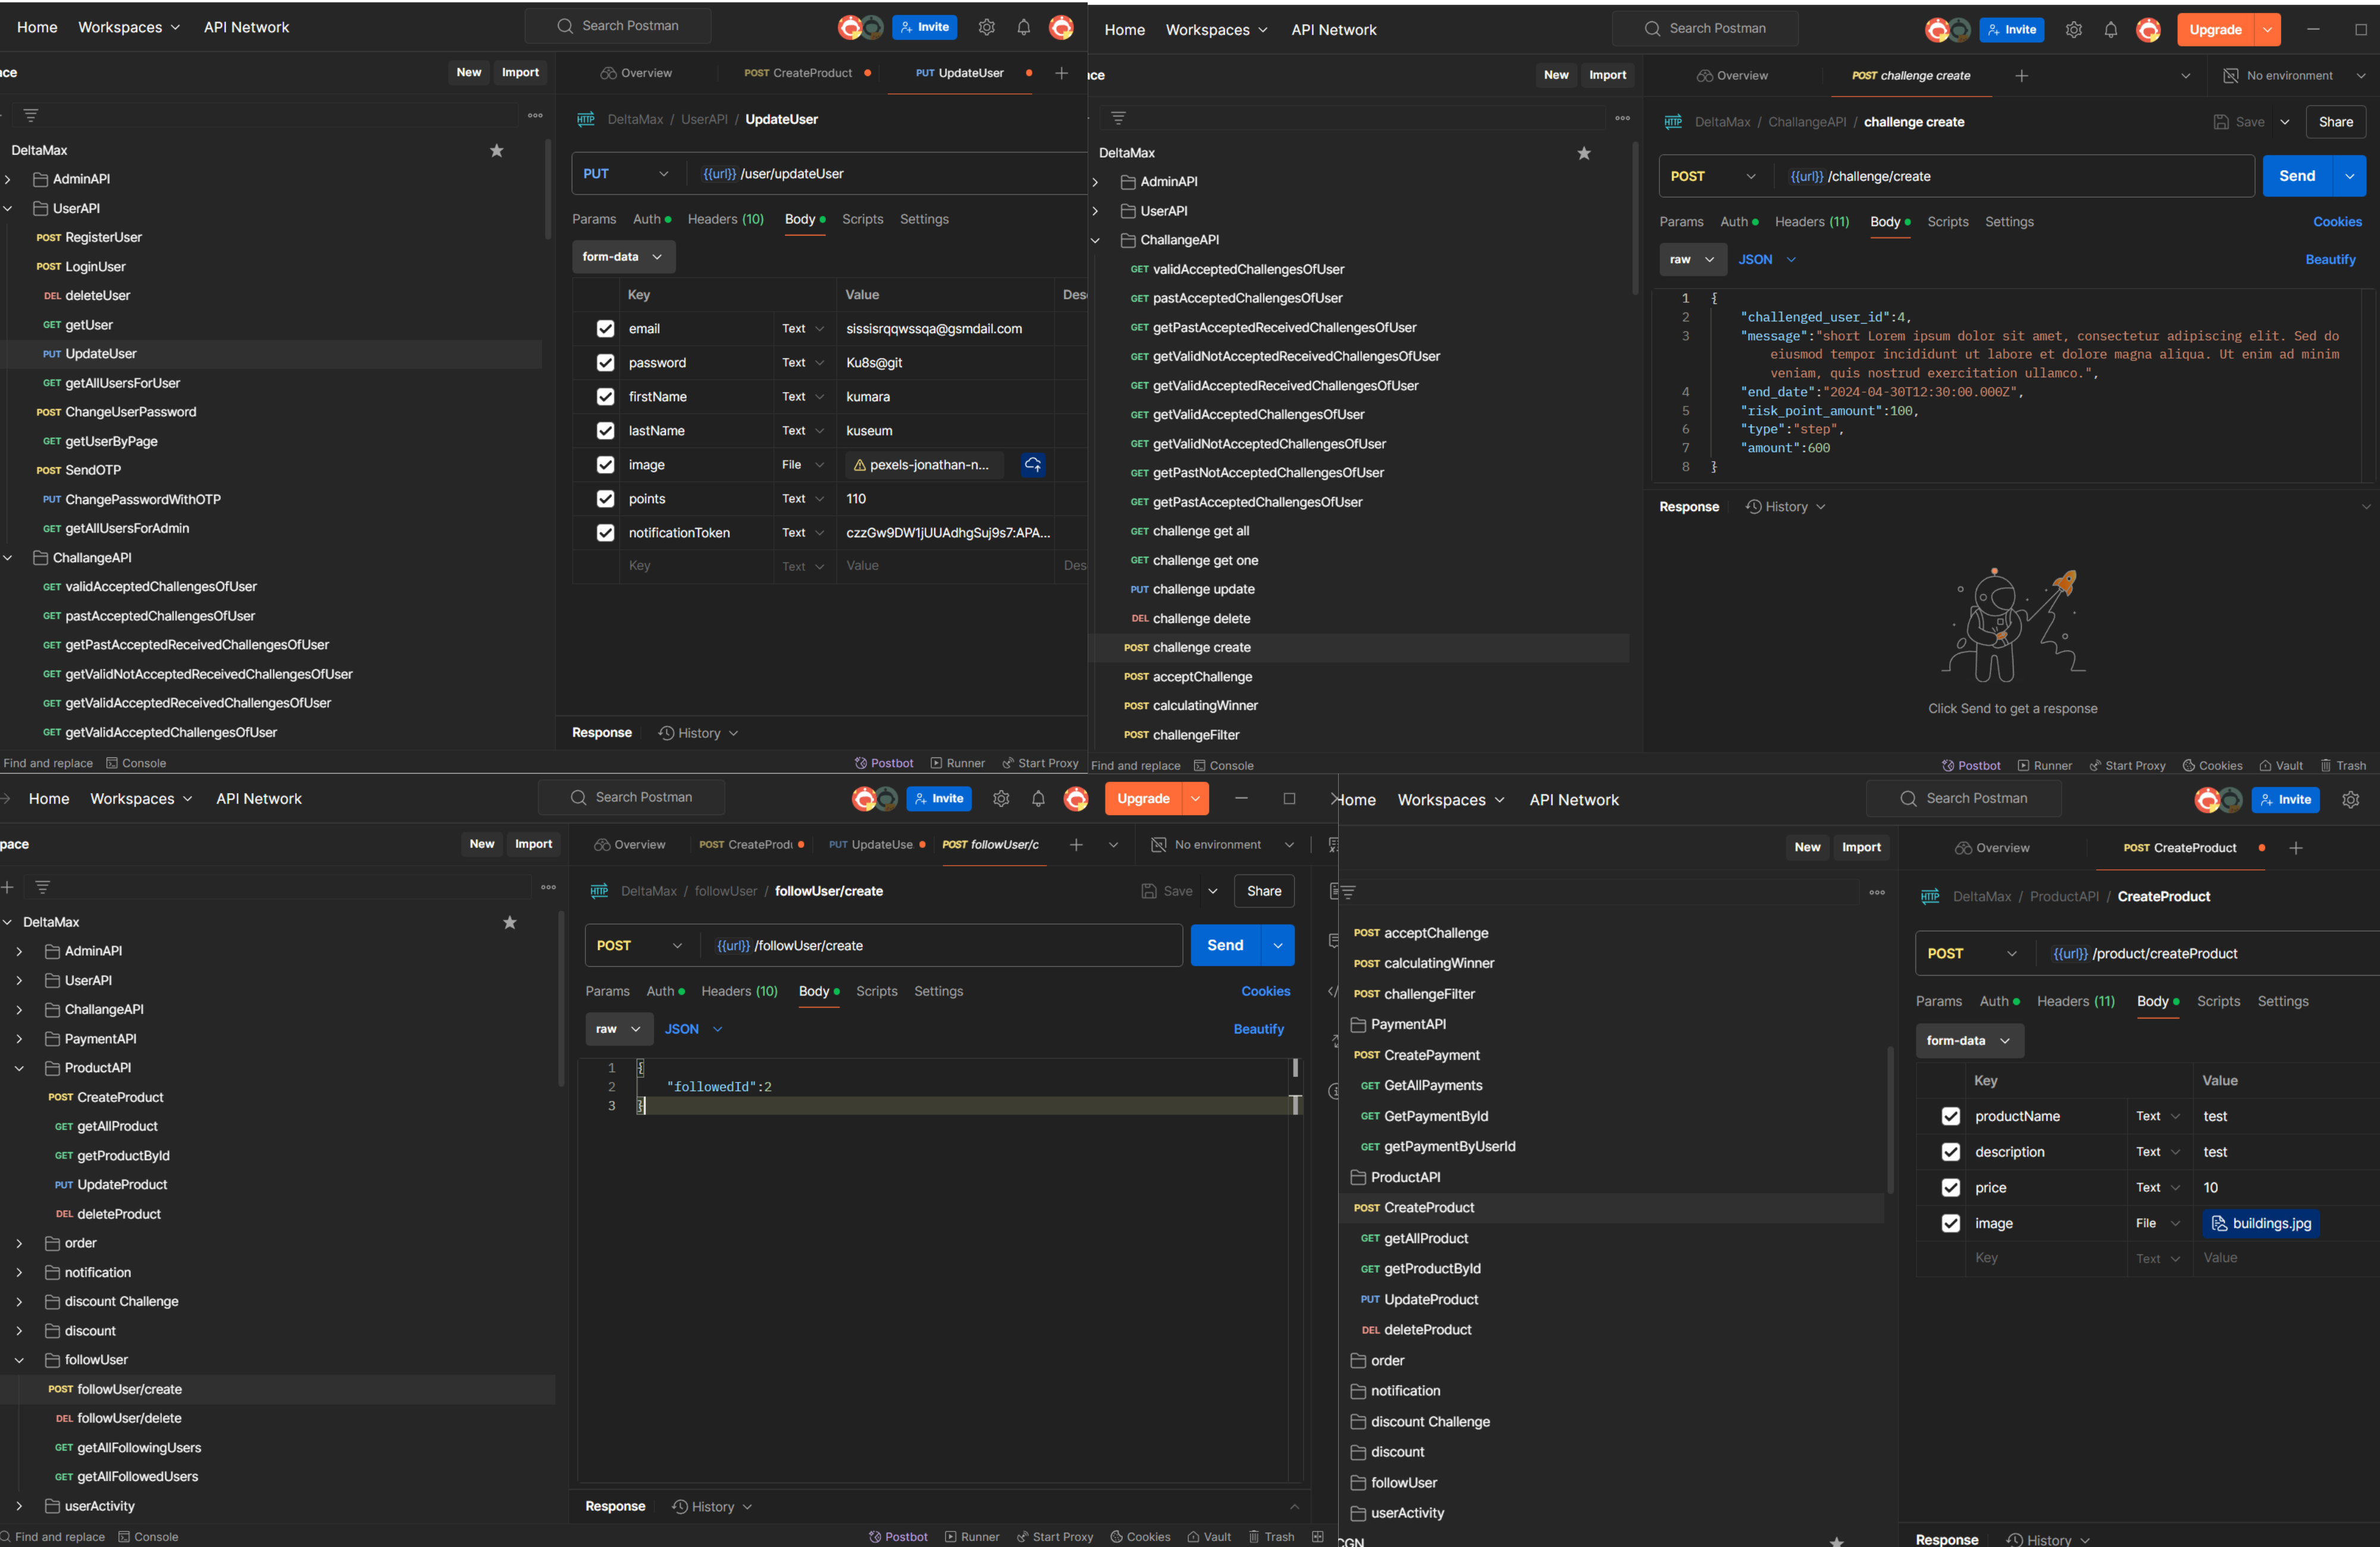 Home Workspaces API Network Search Postman Invite
ce New Import Overview POST CreateProduct PUT UpdateUser
DeltaMax / UserAPI / UpdateUser
DeltaMax
AdminAPI
UserAPI
POST RegisterUser
POST LoginUser
DEL deleteUser
GET getUser
PUT UpdateUser
GET getAllUsersForUser
POST ChangeUserPassword
GET getUserByPage
POST SendOTP
PUT ChangePasswordWithOTP
GET getAllUsersForAdmin
ChallangeAPI
GET validAcceptedChallengesOfUser
GET pastAcceptedChallengesOfUser
GET getPastAcceptedReceivedChallengesOfUser
GET getValidNotAcceptedReceivedChallengesOfUser
GET getValidAcceptedReceivedChallengesOfUser
GET getValidAcceptedChallengesOfUser
PUT {{url}} /user/updateUser
Params Auth Headers (10) Body Scripts Settings
form-data
Key Value Des
email Text sissisrqqwssqa@gsmdail.com
password Text Ku8s@git
firstName Text kumara
lastName Text kuseum
image File pexels-jonathan-n...
points Text 110
notificationToken Text czzGw9DW1jUUAdhgSuj9s7:APA...
Key Text Value Des
Response History
Find and replace Console Postbot Runner Start Proxy
Home Workspaces API Network Search Postman Invite Upgrade
ce New Import Overview POST challenge create No environment
DeltaMax / ChallangeAPI / challenge create Save Share
DeltaMax
AdminAPI
UserAPI
ChallangeAPI
GET validAcceptedChallengesOfUser
GET pastAcceptedChallengesOfUser
GET getPastAcceptedReceivedChallengesOfUser
GET getValidNotAcceptedReceivedChallengesOfUser
GET getValidAcceptedReceivedChallengesOfUser
GET getValidAcceptedChallengesOfUser
GET getValidNotAcceptedChallengesOfUser
GET getPastNotAcceptedChallengesOfUser
GET getPastAcceptedChallengesOfUser
GET challenge get all
GET challenge get one
PUT challenge update
DEL challenge delete
POST challenge create
POST acceptChallenge
POST calculatingWinner
POST challengeFilter
POST {{url}} /challenge/create Send
Params Auth Headers (11) Body Scripts Settings Cookies
raw JSON Beautify
1 {
2 "challenged_user_id":4,
3 "message":"short Lorem ipsum dolor sit amet, consectetur adipiscing elit. Sed do
eiusmod tempor incididunt ut labore et dolore magna aliqua. Ut enim ad minim
veniam, quis nostrud exercitation ullamco.",
4 "end_date":"2024-04-30T12:30:00.000Z",
5 "risk_point_amount":100,
6 "type":"step",
7 "amount":600
8 }
Response History
Click Send to get a response
Find and replace Console Postbot Runner Start Proxy Cookies Vault Trash
Home Workspaces API Network Search Postman Invite Upgrade
pace New Import Overview POST CreateProdu PUT UpdateUse POST followUser/c No environment
DeltaMax / followUser / followUser/create Save Share
DeltaMax
AdminAPI
UserAPI
ChallangeAPI
PaymentAPI
ProductAPI
POST CreateProduct
GET getAllProduct
GET getProductById
PUT UpdateProduct
DEL deleteProduct
order
notification
discount Challenge
discount
followUser
POST followUser/create
DEL followUser/delete
GET getAllFollowingUsers
GET getAllFollowedUsers
userActivity
POST {{url}} /followUser/create Send
Params Auth Headers (10) Body Scripts Settings Cookies
raw JSON Beautify
1 {
2 "followedId":2
3 }
Response History
Find and replace Console Postbot Runner Start Proxy Cookies Vault Trash
Home Workspaces API Network Search Postman Invite
New Import Overview POST CreateProduct
DeltaMax / ProductAPI / CreateProduct
POST acceptChallenge
POST calculatingWinner
POST challengeFilter
PaymentAPI
POST CreatePayment
GET GetAllPayments
GET GetPaymentById
GET getPaymentByUserId
ProductAPI
POST CreateProduct
GET getAllProduct
GET getProductById
PUT UpdateProduct
DEL deleteProduct
order
notification
discount Challenge
discount
followUser
userActivity
CGN
POST {{url}} /product/createProduct
Params Auth Headers (11) Body Scripts Settings
form-data
Key Value
productName Text test
description Text test
price Text 10
image File buildings.jpg
Key Text Value
Response History